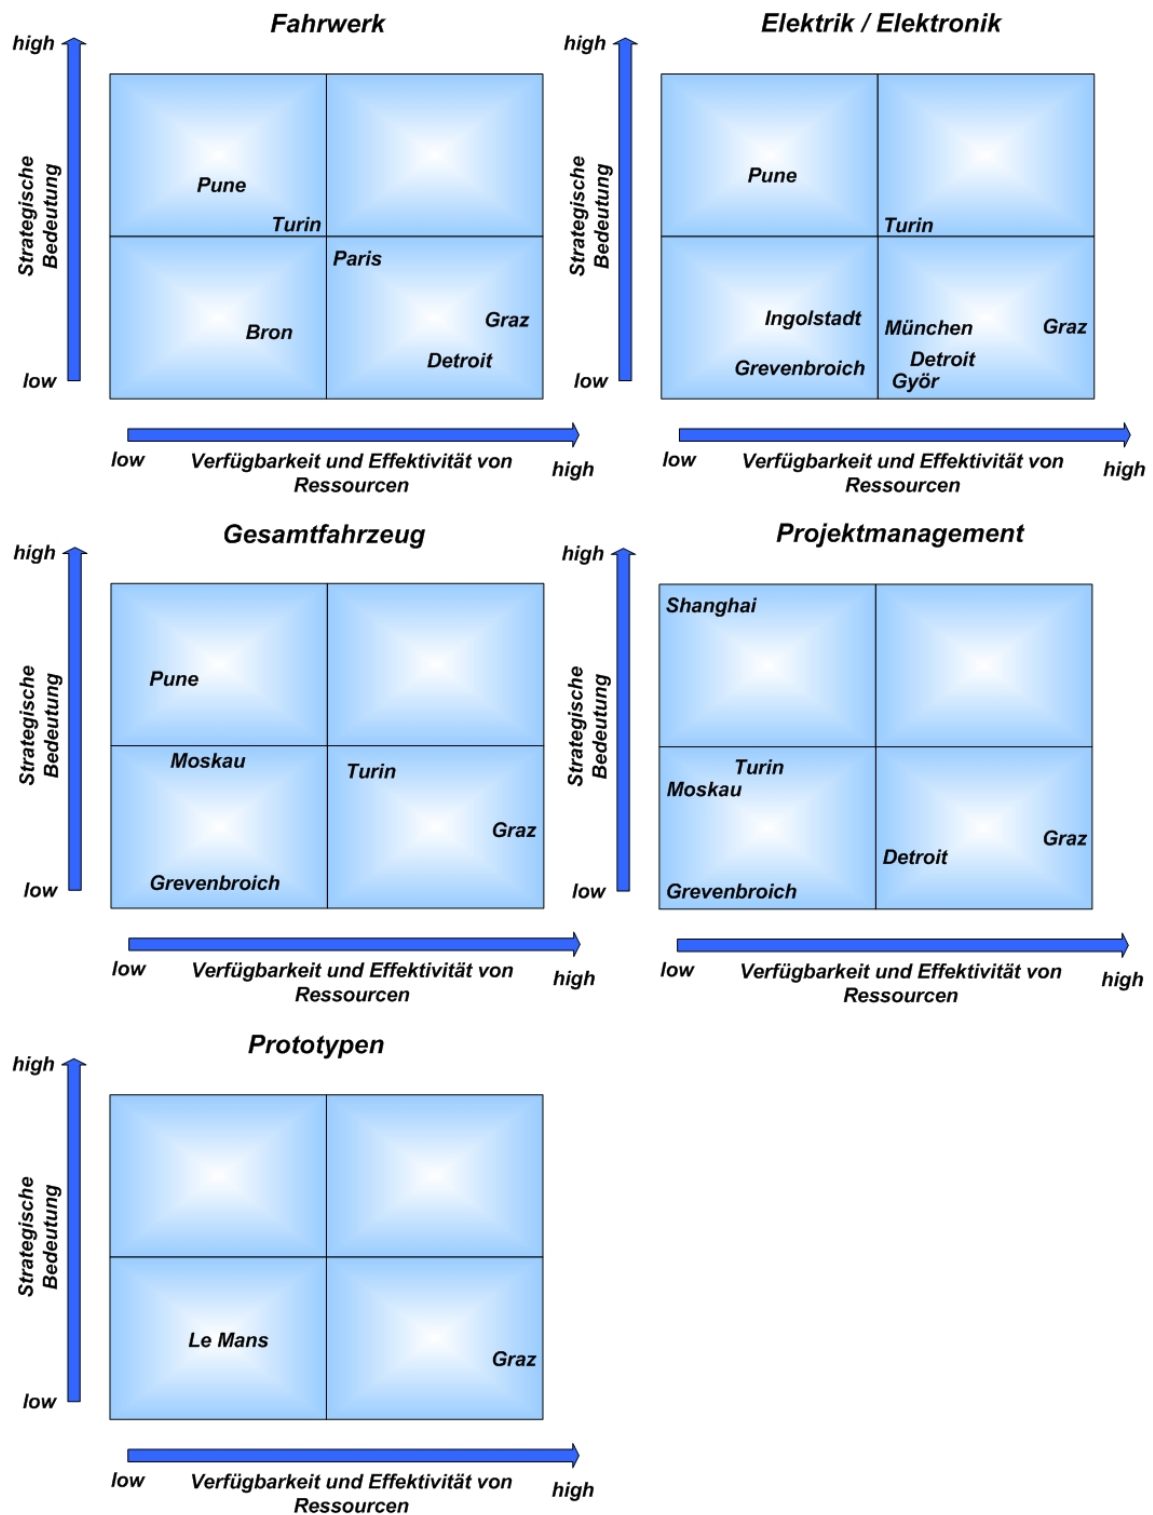 Fahrwerk
high
Strategische
Bedeutung
Pune
Turin
Paris
Bron
Graz
Detroit
low
low
Verfügbarkeit und Effektivität von
Ressourcen
high
Elektrik / Elektronik
high
Strategische
Bedeutung
Pune
Turin
Ingolstadt
München
Graz
Detroit
Grevenbroich
Györ
low
low
Verfügbarkeit und Effektivität von
Ressourcen
high
Gesamtfahrzeug
high
Strategische
Bedeutung
Pune
Moskau
Turin
Graz
Grevenbroich
low
low
Verfügbarkeit und Effektivität von
Ressourcen
high
Projektmanagement
high
Strategische
Bedeutung
Shanghai
Turin
Moskau
Graz
Detroit
Grevenbroich
low
low
Verfügbarkeit und Effektivität von
Ressourcen
high
Prototypen
high
Strategische
Bedeutung
Le Mans
Graz
low
low
Verfügbarkeit und Effektivität von
Ressourcen
high